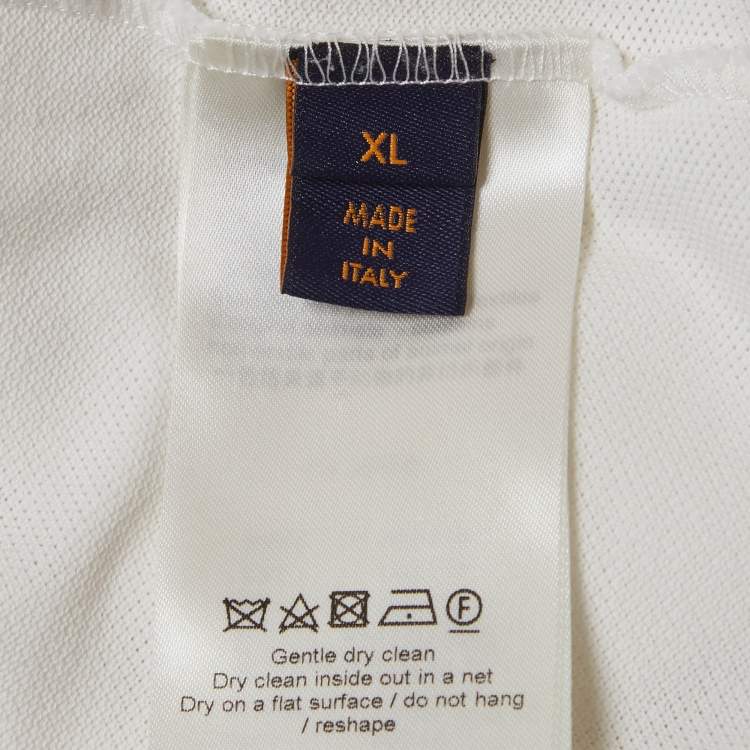 XL
MADE
IN
ITALY
F
Gentle dry clean
Dry clean inside out in a net
Dry on a flat surface / do not hang
/ reshape